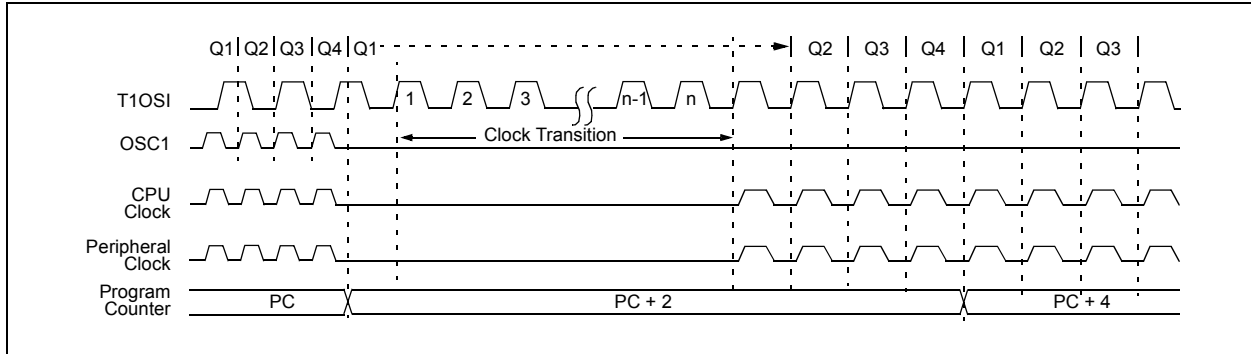 Q1 Q2 Q3 Q4 Q1 Q2 Q3 Q4 Q1 Q2 Q3
T1OSI 1 2 3 n-1 n
Clock Transition
OSC1
CPU
Clock
Peripheral
Clock
Program
Counter
PC PC + 2 PC + 4